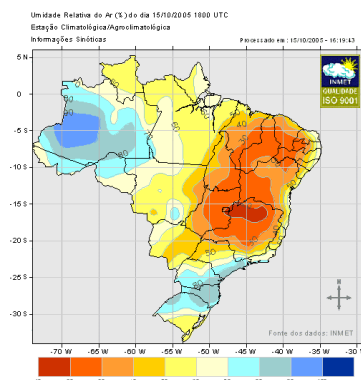 Umidade Relativa do Ar (%) do dia 15/10/2005 1800 UTC
Estação Climatológica/Agroclimatológica
Informações Sinóticas
Processado em: 15/10/2005 - 16:19:43
INMET
QUALIDADE
ISO 9001
5 N
0
-5 S
-10 S
-15 S
-20 S
-25 S
-30 S
Fonte dos dados: INMET
-70 W
-65 W
-60 W
-55 W
-50 W
-45 W
-40 W
-35 W
-30 W